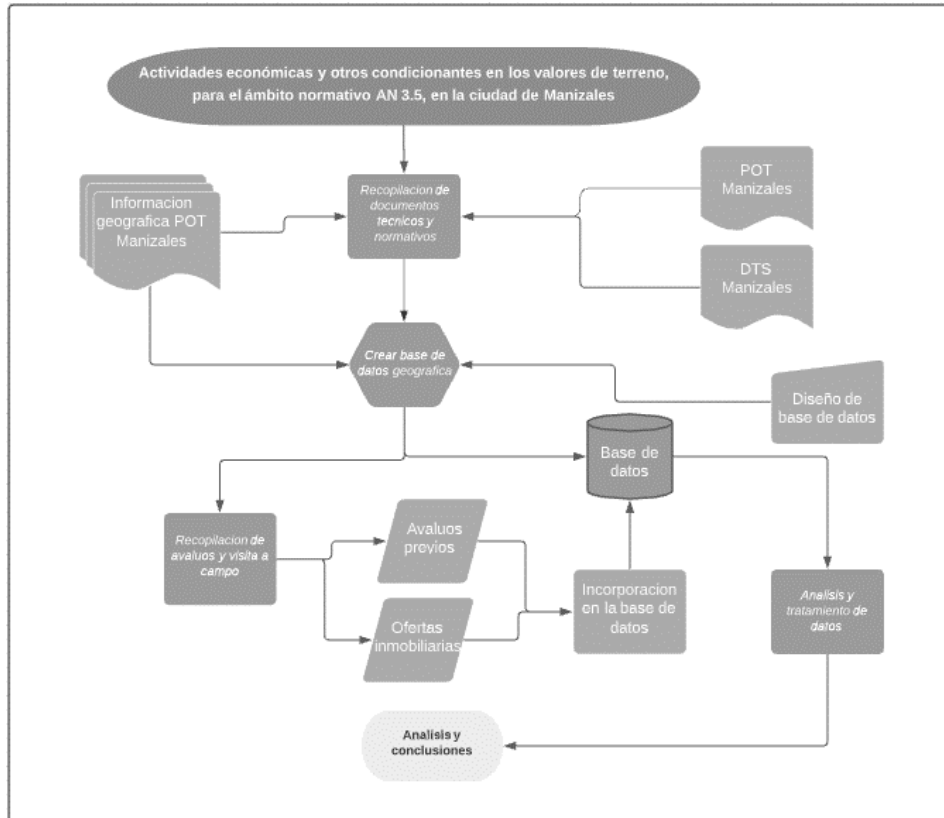 Actividades económicas y otros condicionantes en los valores de terreno,
para el ámbito normativo AN 3.5, en la ciudad de Manizales
Informacion
geografica POT
Manizales
Recopilacion de
documentos
tecnicos y
normativos
POT
Manizales
DTS
Manizales
Crear base de
datos geografica
Diseño de
base de datos
Base de
datos
Recopilacion de
avaluos y visita a
campo
Avaluos
previos
Ofertas
inmobiliarias
Incorporacion
en la base de
datos
Analisis y
tratamiento de
datos
Analisis y
conclusiones